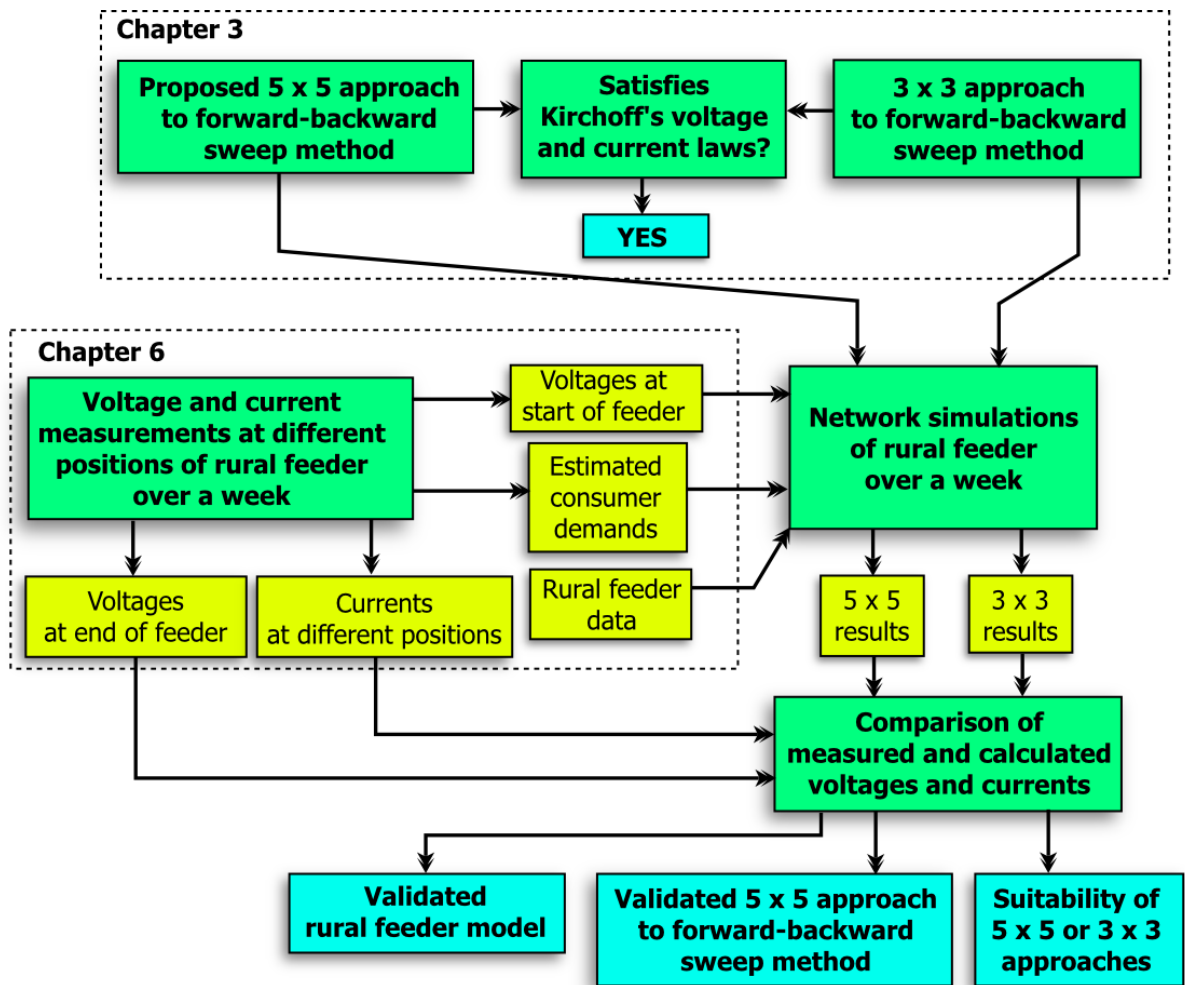 Chapter 3
Proposed 5 x 5 approach
to forward-backward
sweep method
Satisfies
Kirchoff's voltage
and current laws?
3 x 3 approach
to forward-backward
sweep method
YES
Chapter 6
Voltage and current
measurements at different
positions of rural feeder
over a week
Voltages at
start of feeder
Estimated
consumer
demands
Rural feeder
data
Voltages
at end of feeder
Currents
at different positions
Network simulations
of rural feeder
over a week
5 x 5
results
3 x 3
results
Comparison of
measured and calculated
voltages and currents
Validated
rural feeder model
Validated 5 x 5 approach
to forward-backward
sweep method
Suitability of
5 x 5 or 3 x 3
approaches